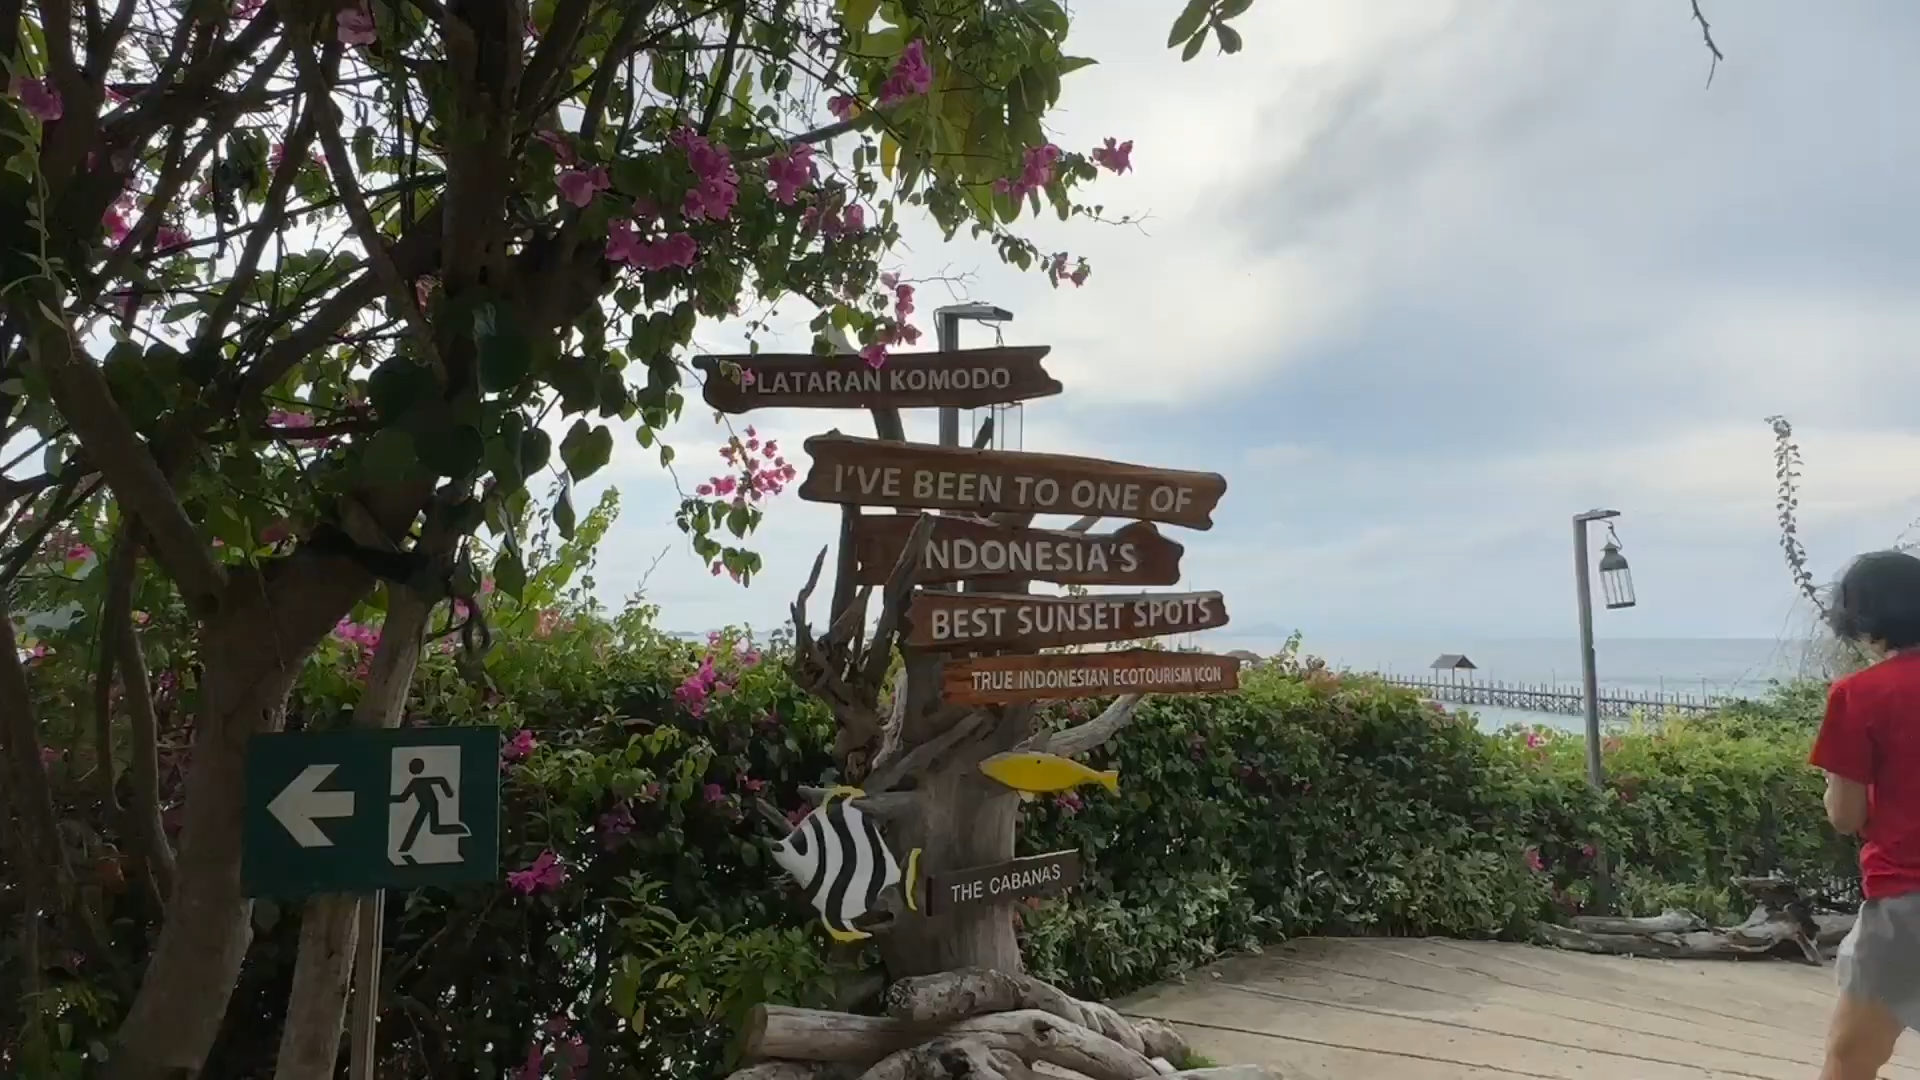 PLATARAN KOMODO
I'VE BEEN TO ONE OF
INDONESIA'S
BEST SUNSET SPOTS
TRUE INDONESIAN ECOTOURISM ICON
THE CABANAS